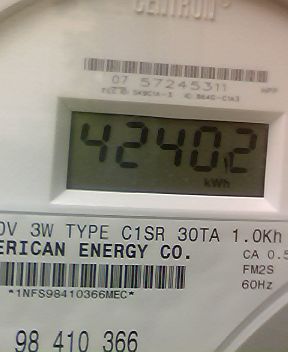 CENTRON
07 57245311
42402
kWh
0V 3W TYPE C1SR 30TA 1.0Kh
ERICAN ENERGY CO.
CA 0.5
FM2S
60Hz
*1NFS98410366MEC*
98 410 366